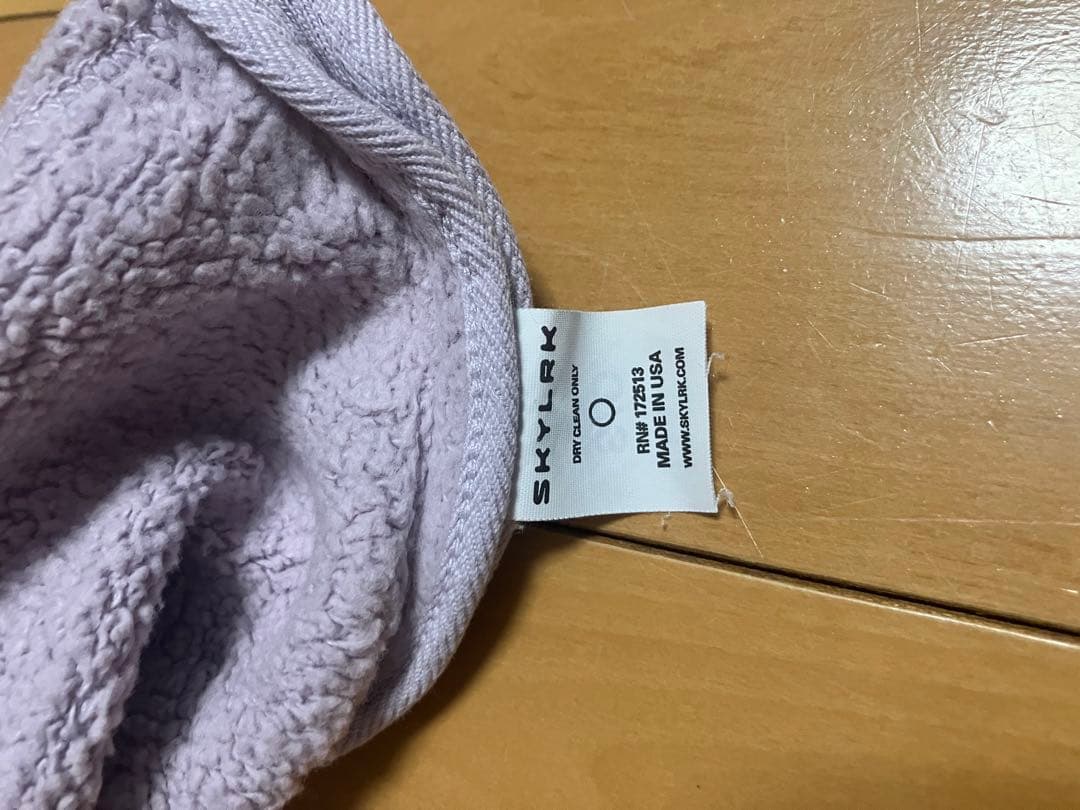 SKYLRK
DRY CLEAN ONLY
RN# 172513
MADE IN USA
WWW.SKYLRK.COM